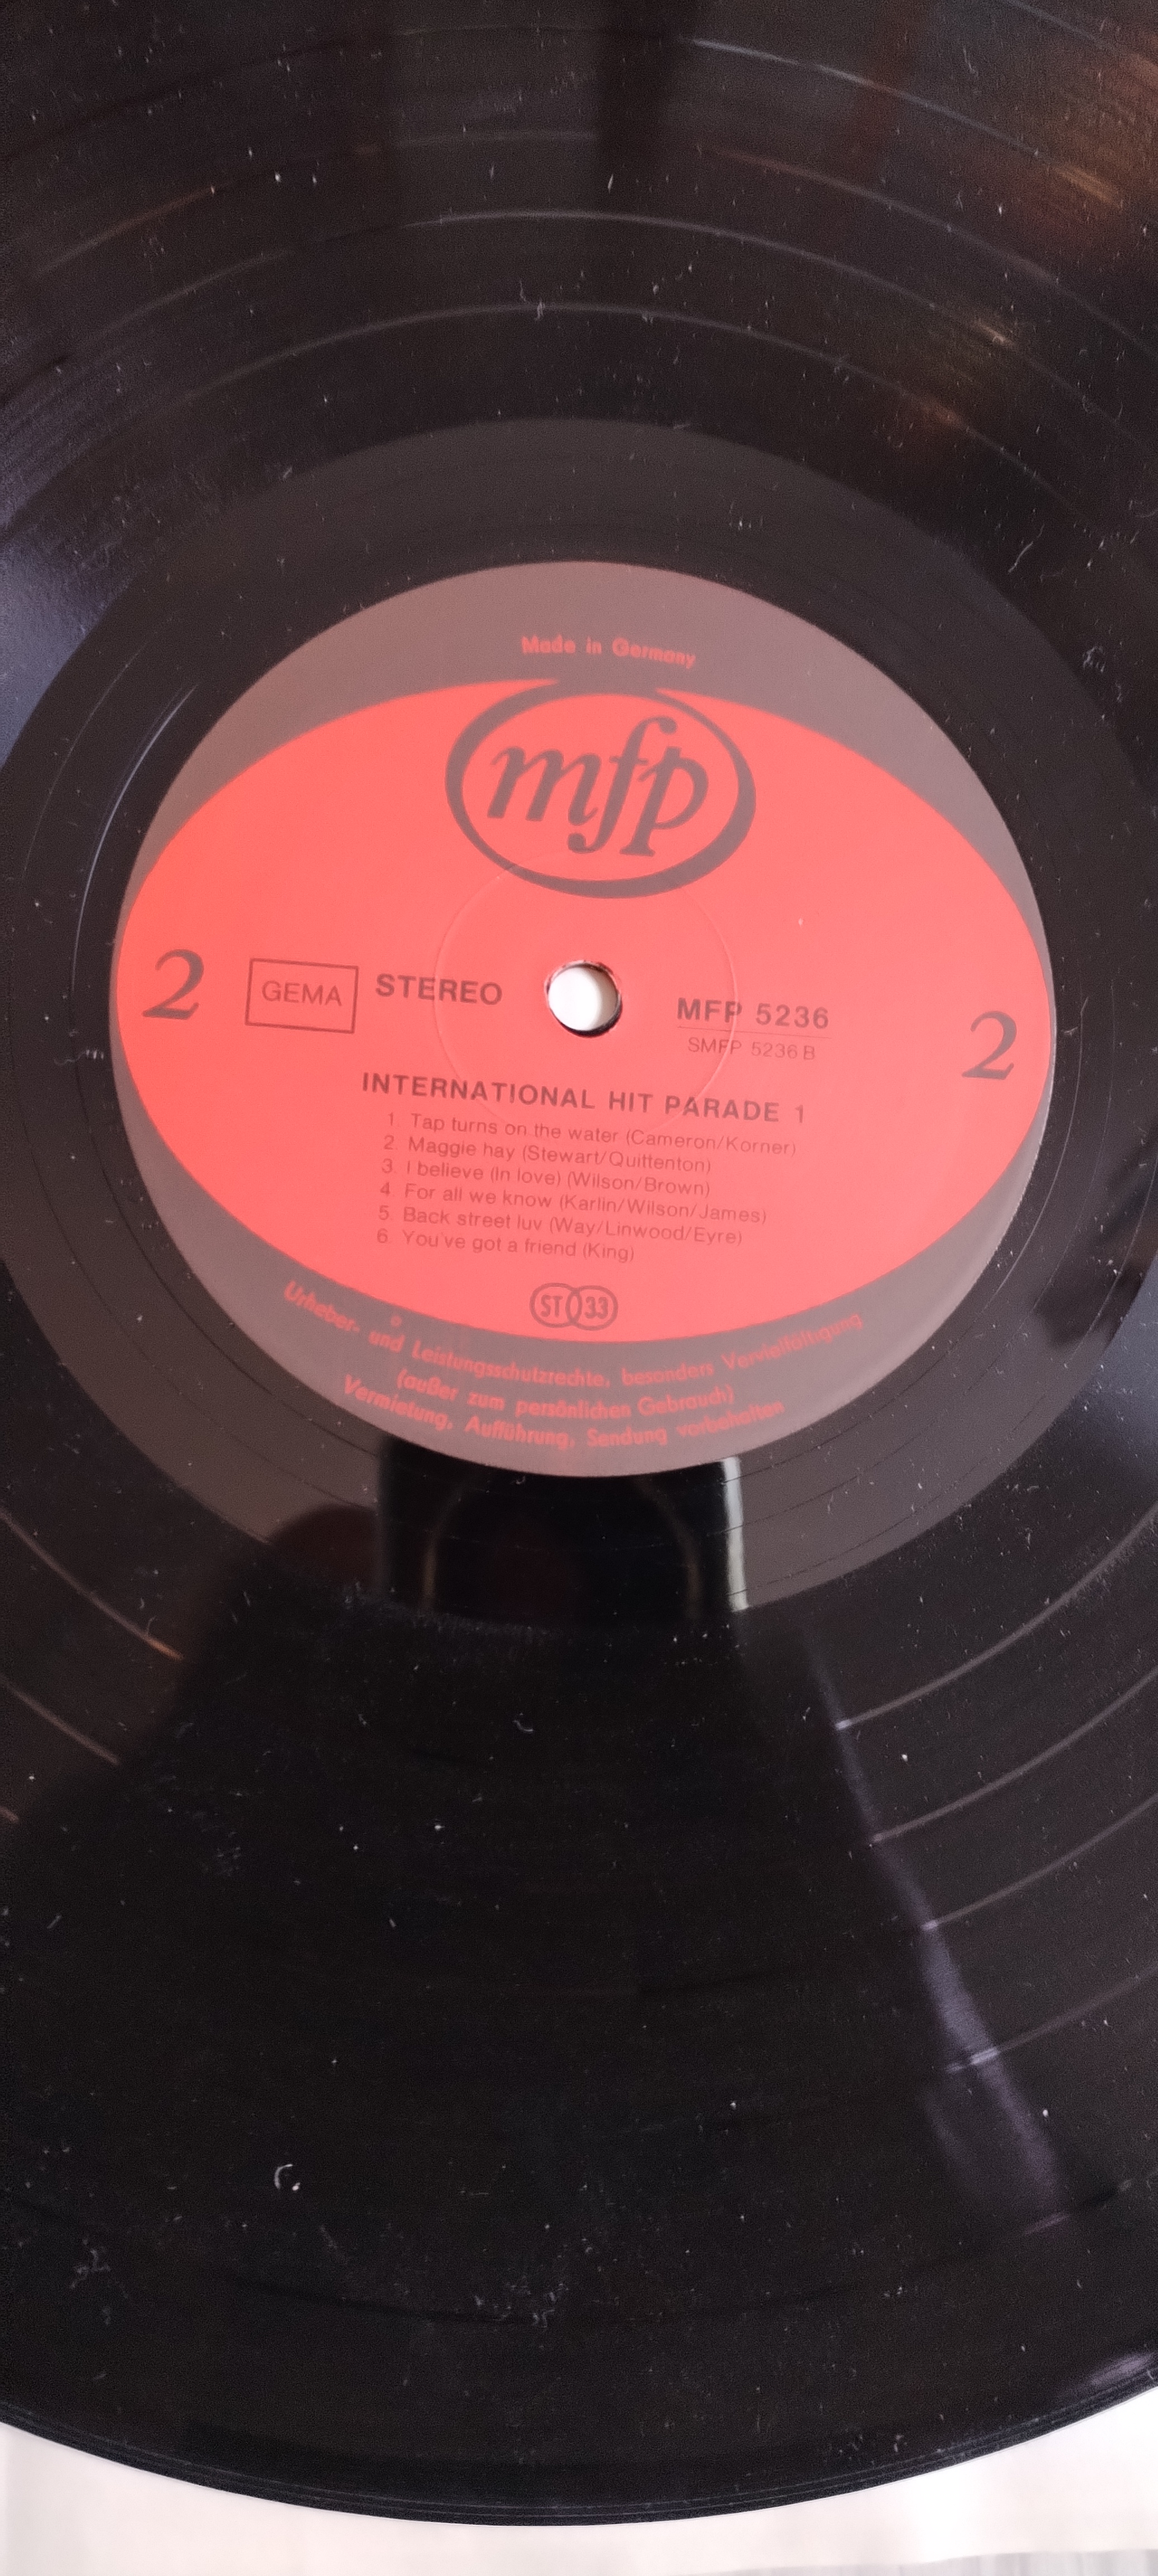 Made in Germany
mfp
2 GEMA STEREO MFP 5236 2
SMFP 5236 B
INTERNATIONAL HIT PARADE 1
1. Tap turns on the water (Cameron/Korner)
2. Maggie hay (Stewart/Quittenton)
3. I believe (In love) (Wilson/Brown)
4. For all we know (Karlin/Wilson/James)
5. Back street luv (Way/Linwood/Eyre)
6. You've got a friend (King)
ST 33
Urheber- und Leistungsschutzrechte, besonders Vervielfältigung
(außer zum persönlichen Gebrauch)
Vermietung, Aufführung, Sendung vorbehalten